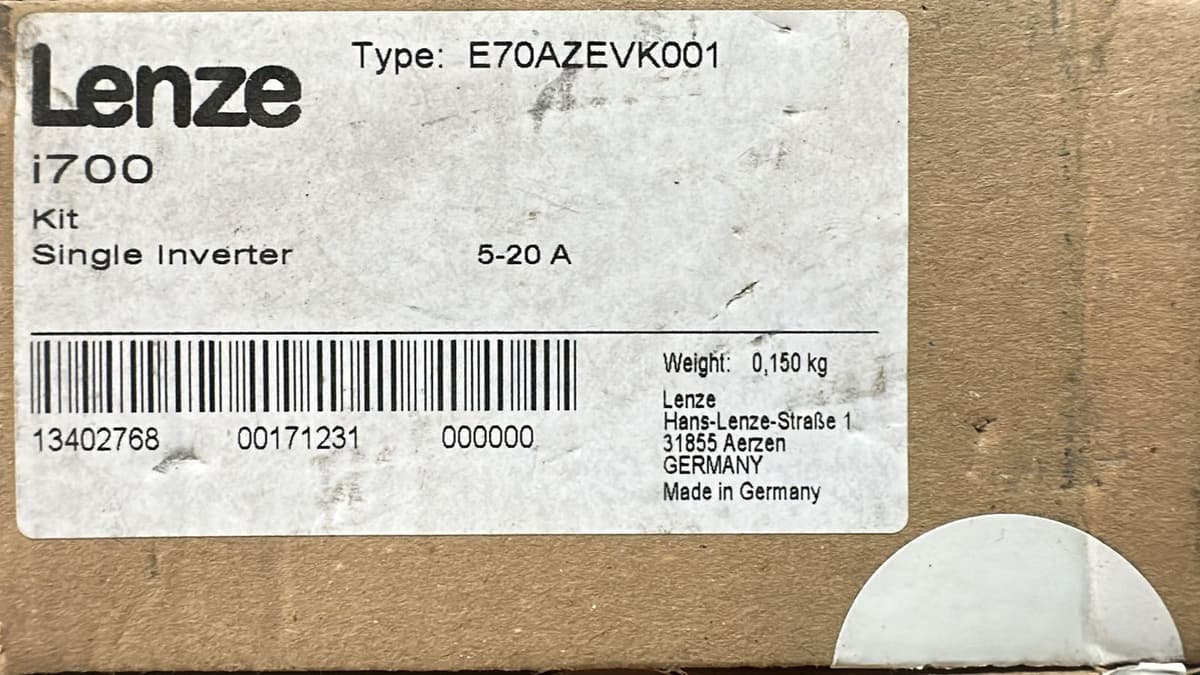 Lenze
Type: E70AZEVK001
i700
Kit
Single Inverter 5-20 A
13402768 00171231 000000
Weight: 0,150 kg
Lenze
Hans-Lenze-Straße 1
31855 Aerzen
GERMANY
Made in Germany